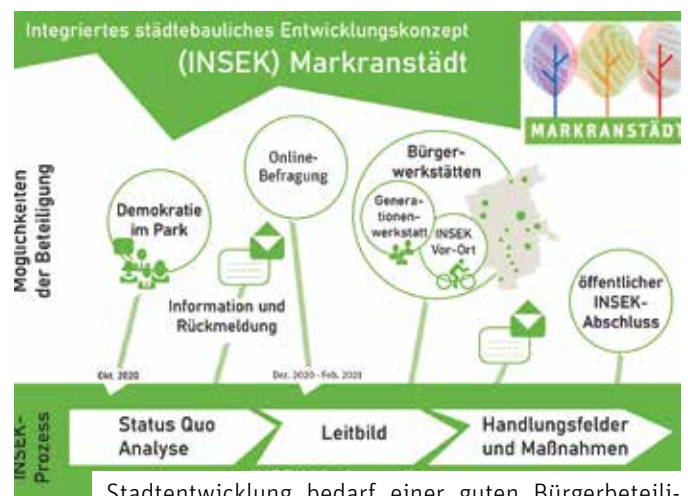 Integriertes städtebauliches Entwicklungskonzept
(INSEK) Markranstädt
MARKRANSTÄDT
Möglichkeiten
der Beteiligung
Demokratie
im Park
Information und
Rückmeldung
Online-
Befragung
Bürger-
werkstätten
Genera-
tionen-
werkstatt
INSEK
Vor-Ort
öffentlicher
INSEK-
Abschluss
Okt. 2020
Dez. 2020 - Feb. 2021
INSEK-
Prozess
Status Quo
Analyse
Leitbild
Handlungsfelder
und Maßnahmen
Stadtentwicklung bedarf einer guten Bürgerbeteili-